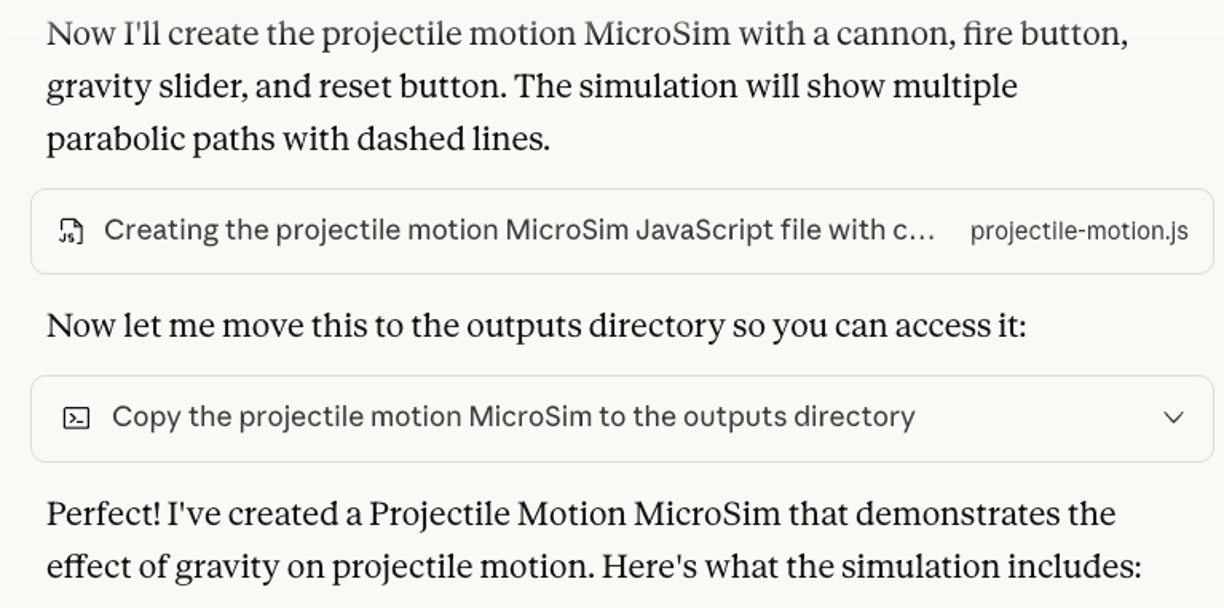 Now I'll create the projectile motion MicroSim with a cannon, fire button,
gravity slider, and reset button. The simulation will show multiple
parabolic paths with dashed lines.
JS Creating the projectile motion MicroSim JavaScript file with c... projectile-motion.js
Now let me move this to the outputs directory so you can access it:
Copy the projectile motion MicroSim to the outputs directory
Perfect! I've created a Projectile Motion MicroSim that demonstrates the
effect of gravity on projectile motion. Here's what the simulation includes: